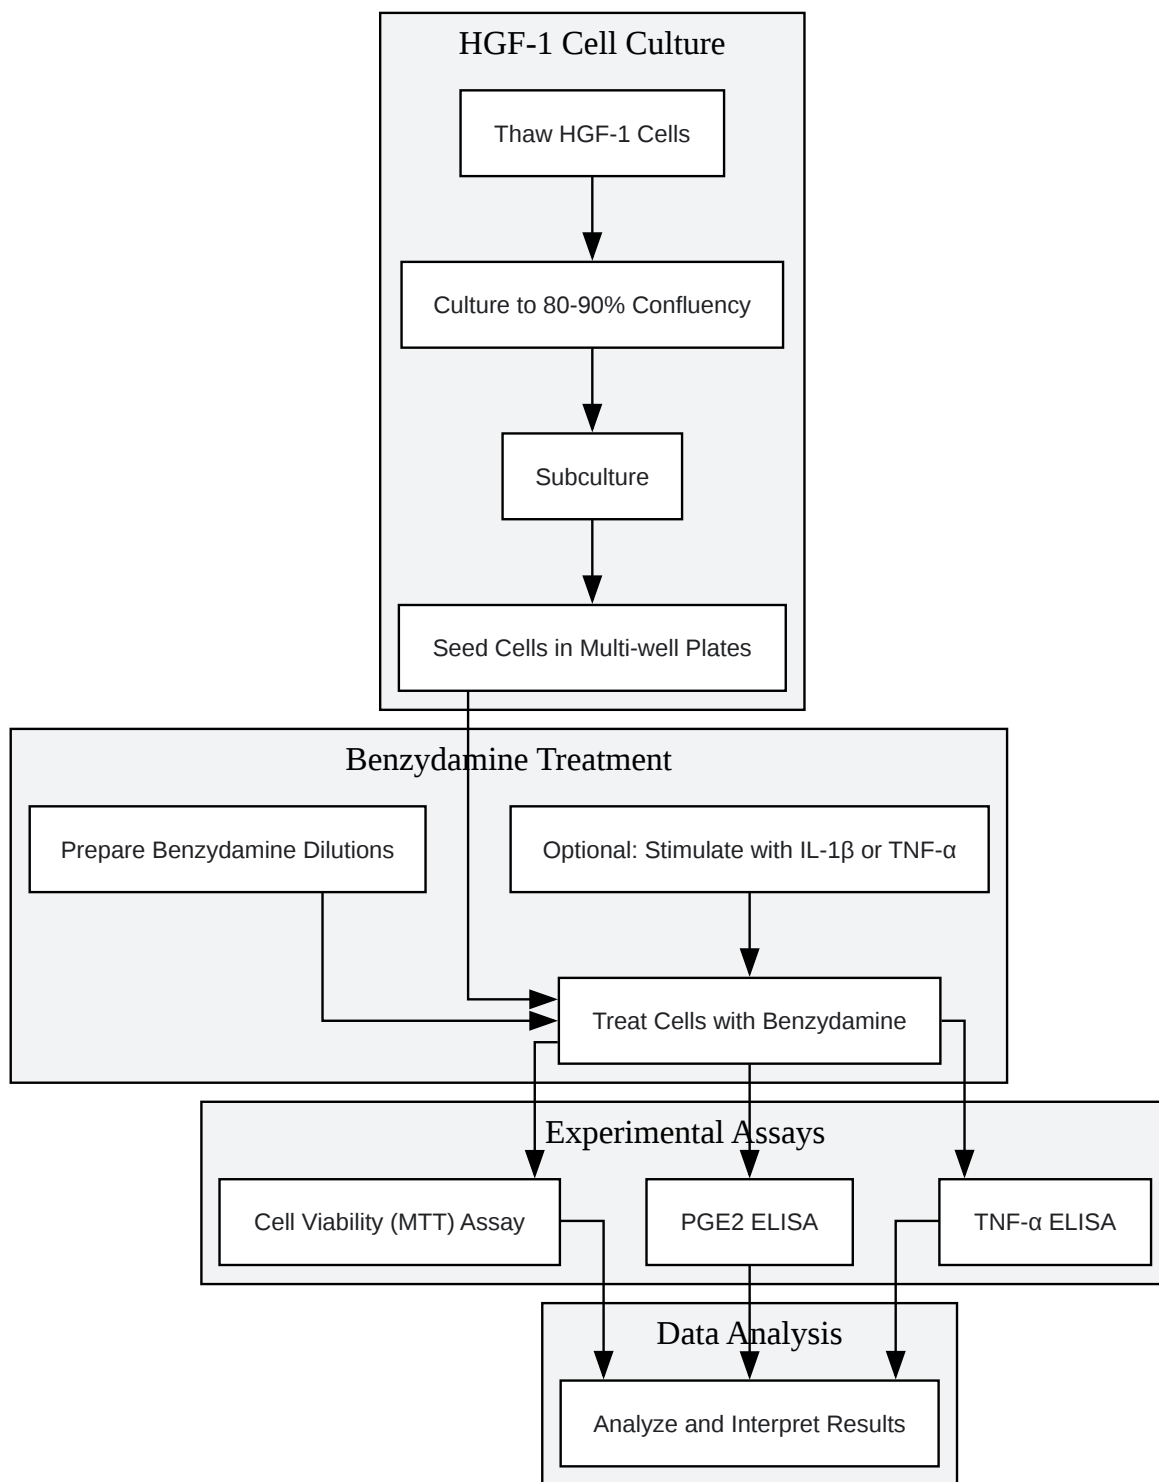 HGF-1 Cell Culture
Thaw HGF-1 Cells
Culture to 80-90% Confluency
Subculture
Seed Cells in Multi-well Plates
Benzydamine Treatment
Prepare Benzydamine Dilutions
Optional: Stimulate with IL-1β or TNF-α
Treat Cells with Benzydamine
Experimental Assays
Cell Viability (MTT) Assay
PGE2 ELISA
TNF-α ELISA
Data Analysis
Analyze and Interpret Results